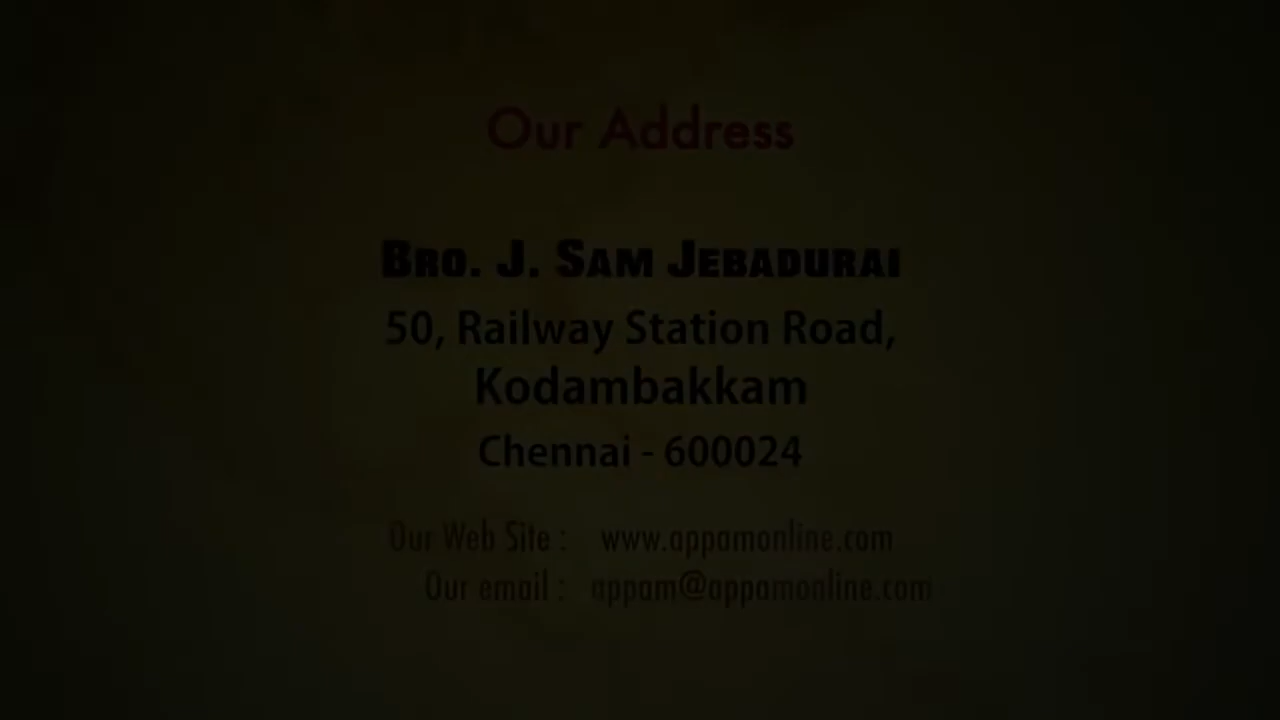 Our Address
BRO. J. SAM JEBADURAI
50, Railway Station Road,
Kodambakkam
Chennai - 600024
Our Web Site : www.appamonline.com
Our email : appam@appamonline.com